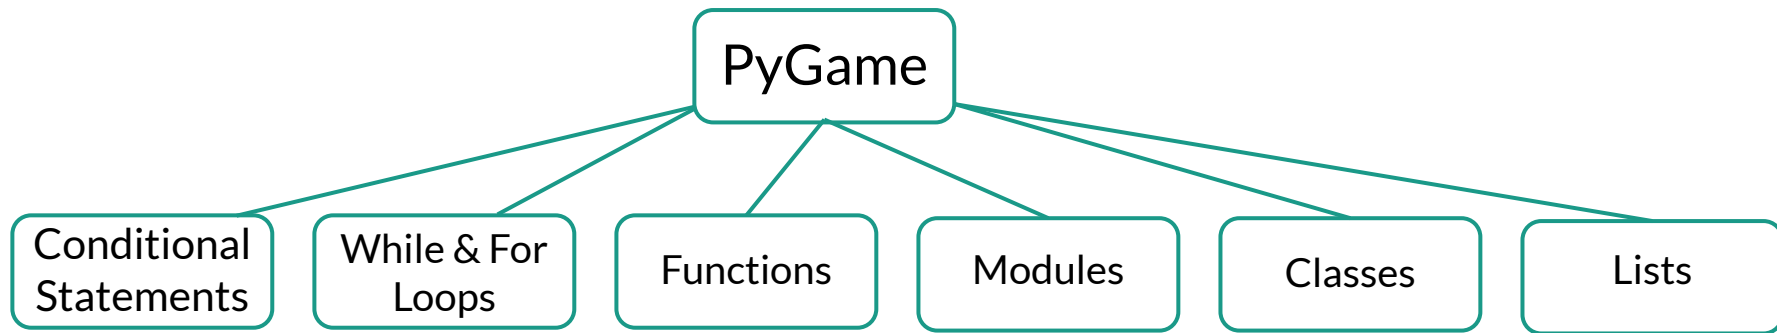 PyGame
Conditional
Statements
While & For
Loops
Functions
Modules
Classes
Lists